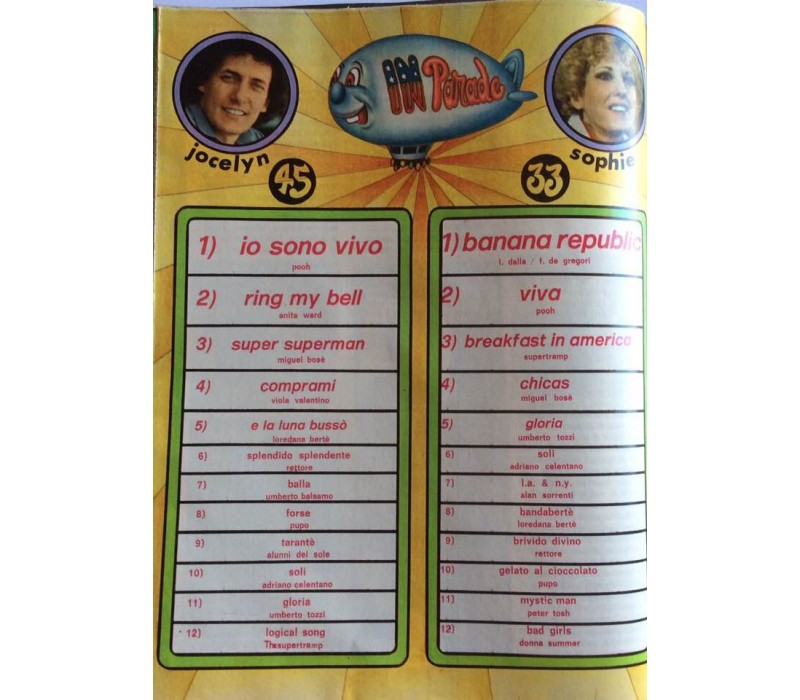 IN Parade
jocelyn
sophie
45
33
1) io sono vivo
pooh
2) ring my bell
anita ward
3) super superman
miguel bosè
4) comprami
viola valentino
5) e la luna bussò
loredana bertè
6) splendido splendente
rettore
7) balla
umberto balsamo
8) forse
pupo
9) tarantè
alunni del sole
10) soli
adriano celentano
11) gloria
umberto tozzi
12) logical song
The supertramp
1) banana republic
l. dalla / f. de gregori
2) viva
pooh
3) breakfast in america
supertramp
4) chicas
miguel bosè
5) gloria
umberto tozzi
6) soli
adriano celentano
7) l.a. & n.y.
alan sorrenti
8) bandabertè
loredana bertè
9) brivido divino
rettore
10) gelato al cioccolato
pupo
11) mystic man
peter tosh
12) bad girls
donna summer